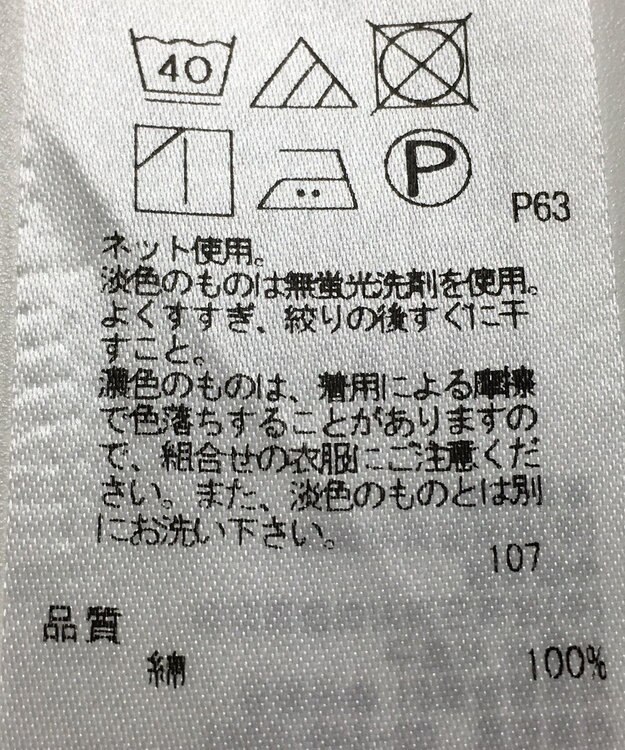 40
P
P63
ネット使用。
淡色のものは無蛍光洗剤を使用。
よくすすぎ、絞りの後すぐに干
すこと。
濃色のものは、着用による摩擦
で色落ちすることがありますの
で、組合せの衣服にご注意くだ
さい。また、淡色のものとは別
にお洗い下さい。
107
品質
綿 100%